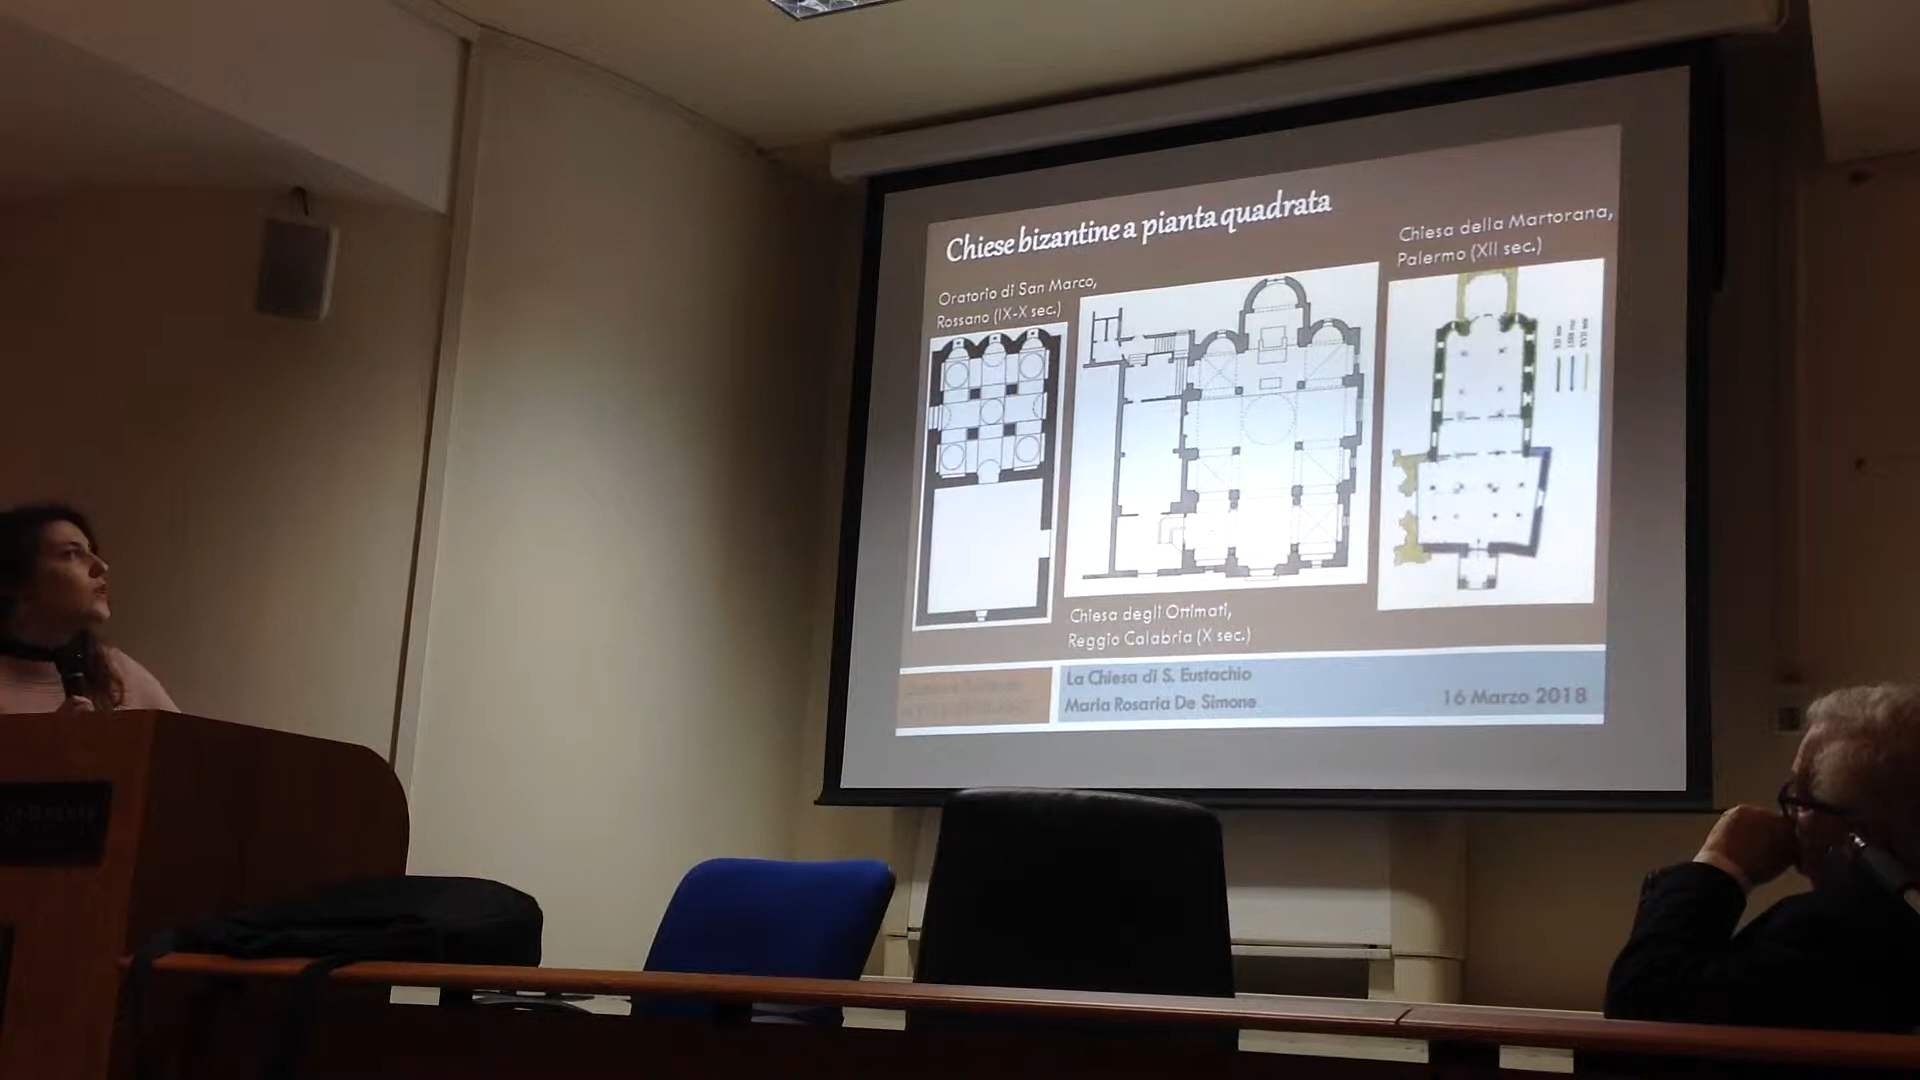 Chiese bizantine a pianta quadrata
Oratorio di San Marco,
Rossano (IX-X sec.)
Chiesa della Martorana,
Palermo (XII sec.)
Chiesa degli Ottimati,
Reggio Calabria (X sec.)
La Chiesa di S. Eustachio
Maria Rosaria De Simone
16 Marzo 2018